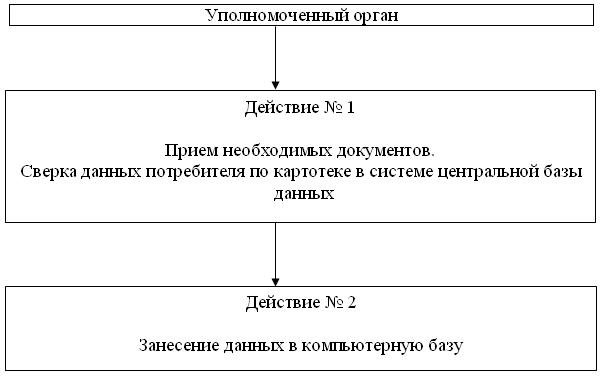 Уполномоченный орган
Действие № 1
Прием необходимых документов.
Сверка данных потребителя по картотеке в системе центральной базы
данных
Действие № 2
Занесение данных в компьютерную базу